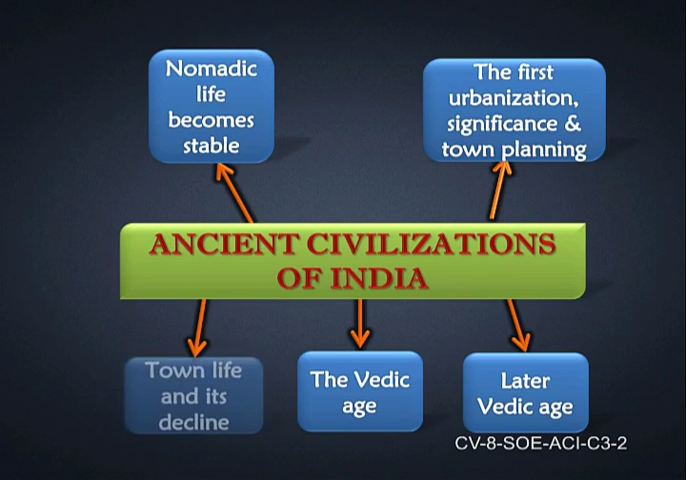 Nomadic
life
becomes
stable
The first
urbanization,
significance &
town planning
ANCIENT CIVILIZATIONS
OF INDIA
Town life
and its
decline
The Vedic
age
Later
Vedic age
CV-8-SOE-ACI-C3-2